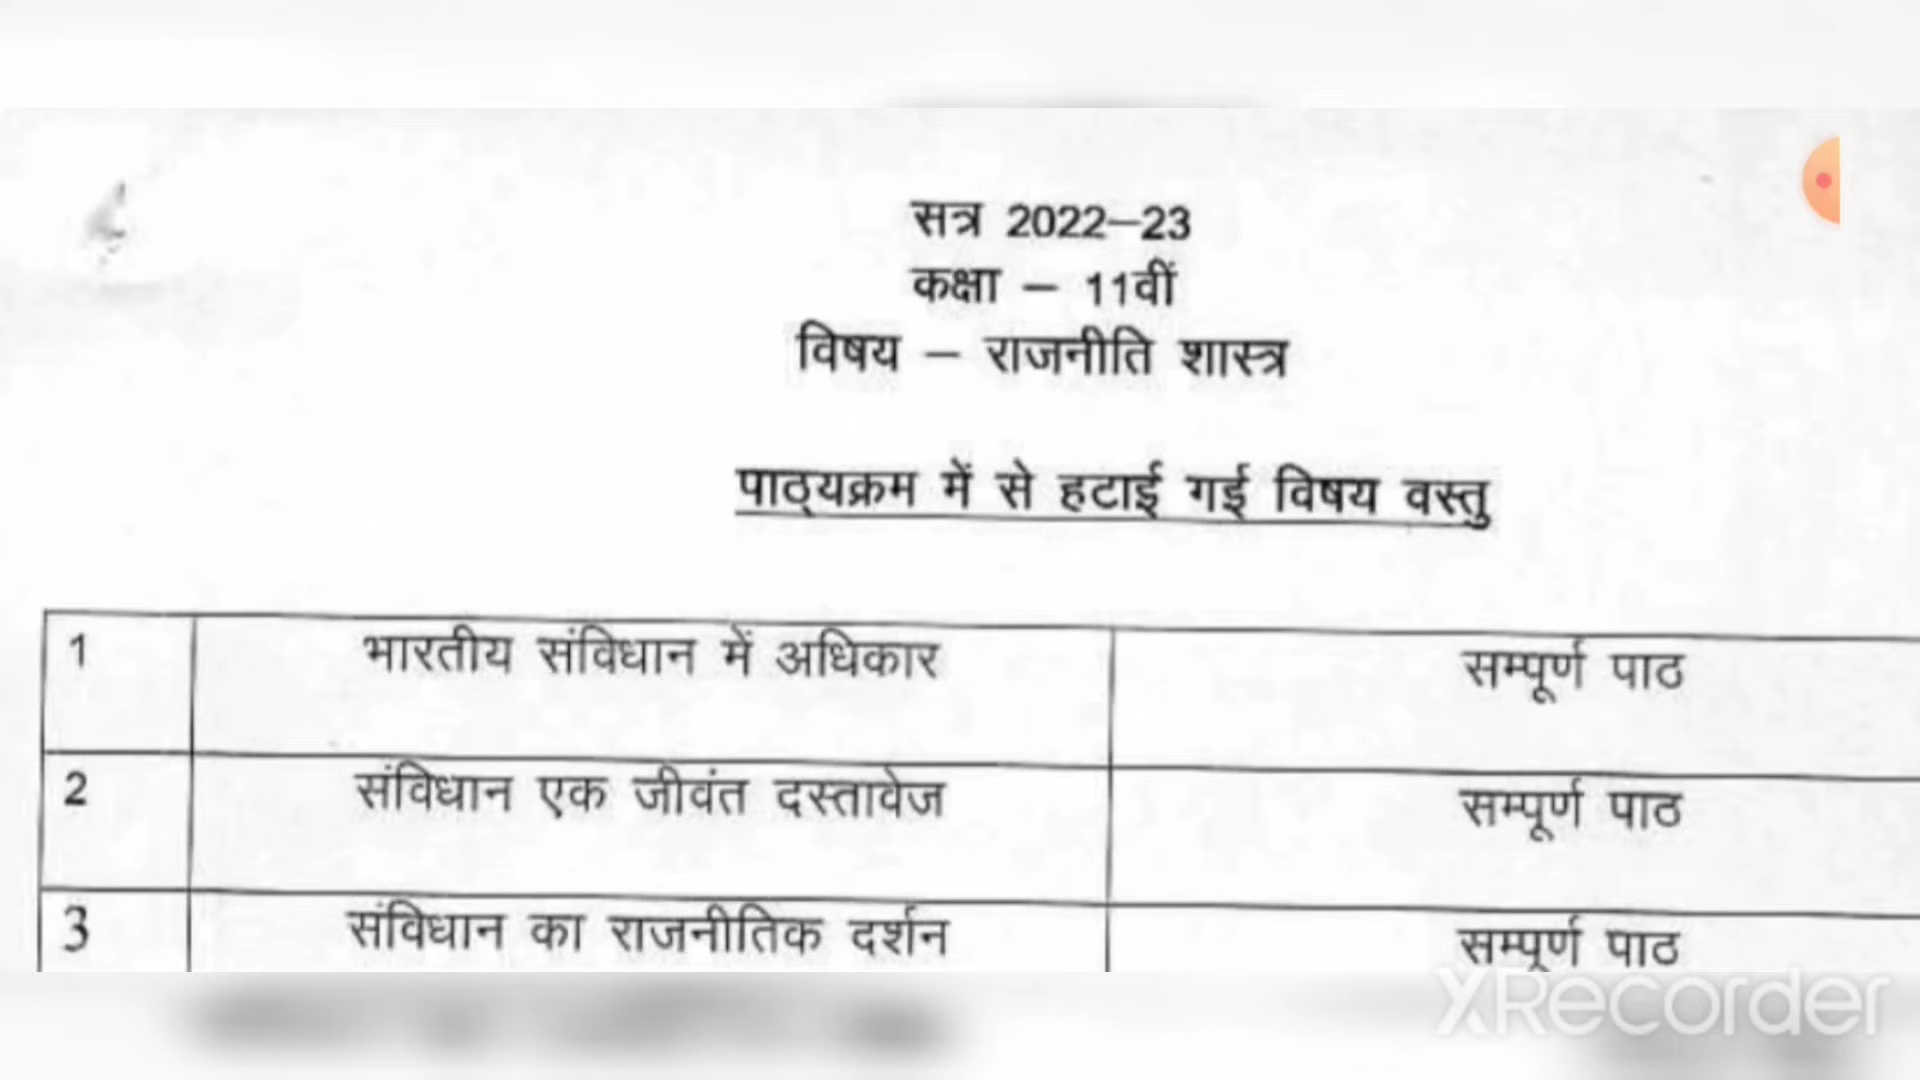 सत्र 2022–23
कक्षा – 11वीं
विषय – राजनीति शास्त्र
पाठ्यक्रम में से हटाई गई विषय वस्तु
1 भारतीय संविधान में अधिकार सम्पूर्ण पाठ
2 संविधान एक जीवंत दस्तावेज सम्पूर्ण पाठ
3 संविधान का राजनीतिक दर्शन सम्पूर्ण पाठ
XRecorder